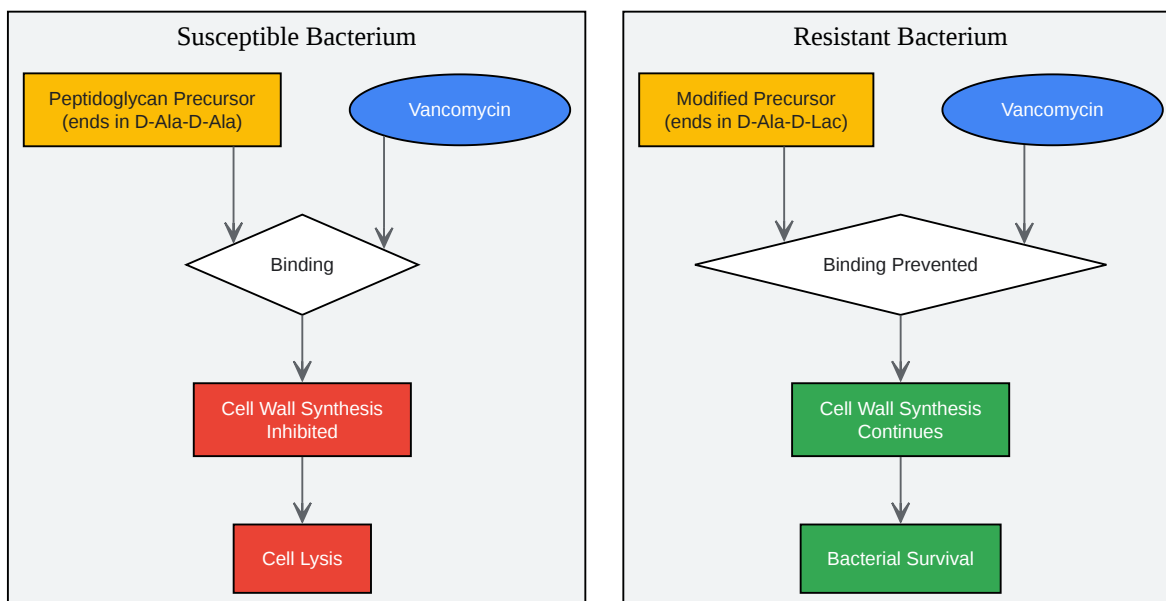 Susceptible Bacterium
Peptidoglycan Precursor
(ends in D-Ala-D-Ala)
Vancomycin
Binding
Cell Wall Synthesis
Inhibited
Cell Lysis
Resistant Bacterium
Modified Precursor
(ends in D-Ala-D-Lac)
Vancomycin
Binding Prevented
Cell Wall Synthesis
Continues
Bacterial Survival